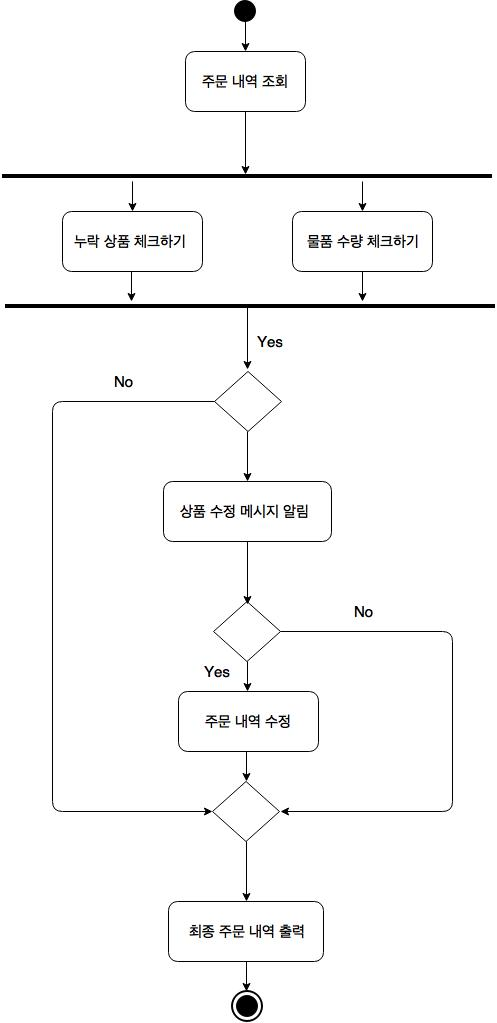 주문 내역 조회
누락 상품 체크하기
물품 수량 체크하기
Yes
No
상품 수정 메시지 알림
No
Yes
주문 내역 수정
최종 주문 내역 출력